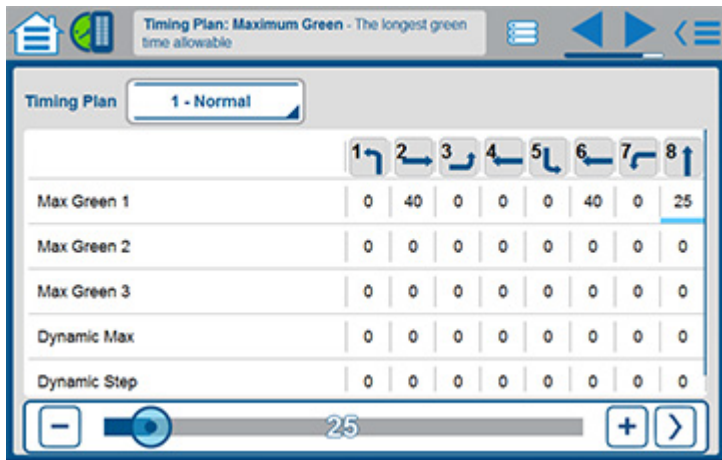 Timing Plan: Maximum Green - The longest green
time allowable
Timing Plan 1 - Normal
1 2 3 4 5 6 7 8
Max Green 1 0 40 0 0 0 40 0 25
Max Green 2 0 0 0 0 0 0 0 0
Max Green 3 0 0 0 0 0 0 0 0
Dynamic Max 0 0 0 0 0 0 0 0
Dynamic Step 0 0 0 0 0 0 0 0
25